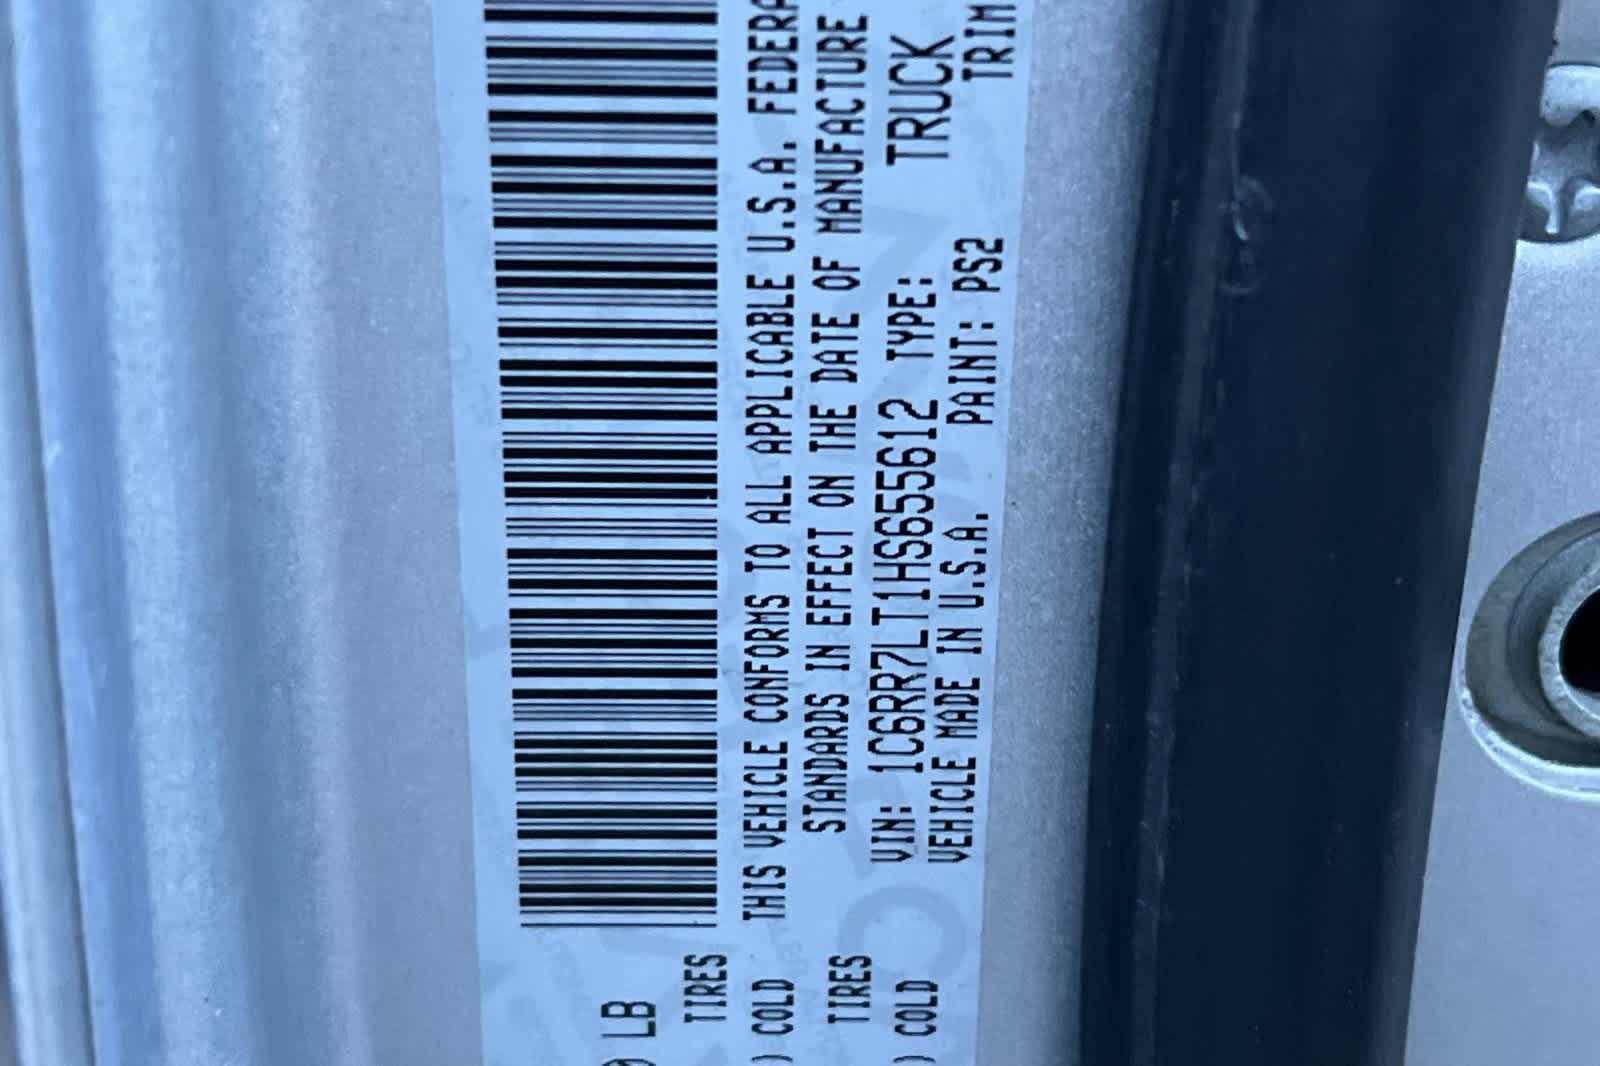 0 LB
TIRES
) COLD
TIRES
) COLD
THIS VEHICLE CONFORMS TO ALL APPLICABLE U.S.A. FEDERA
STANDARDS IN EFFECT ON THE DATE OF MANUFACTURE
VIN: 1C6RR7LT1HS655612 TYPE: TRUCK
VEHICLE MADE IN U.S.A. PAINT: PS2 TRIM